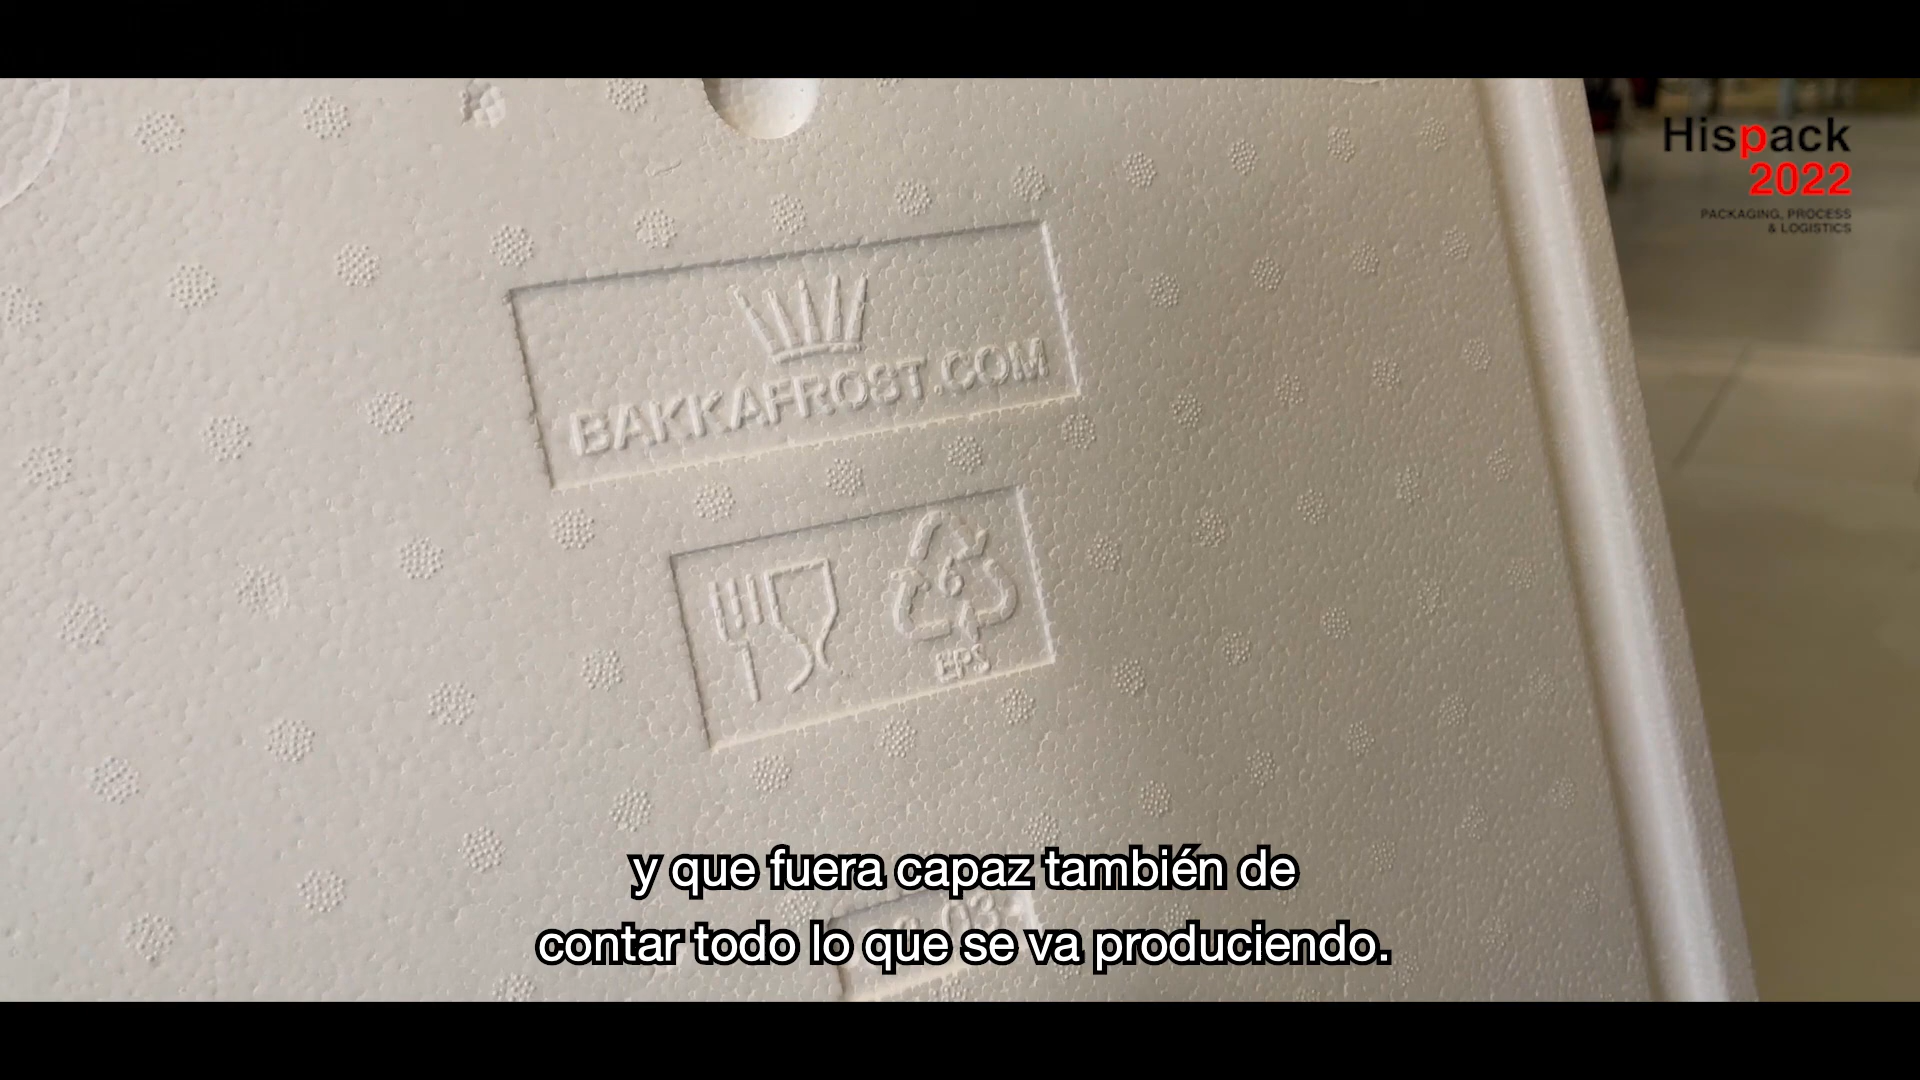 Hispack
2022
PACKAGING, PROCESS
& LOGISTICS
BAKKAFROST.COM
6
EPS
y que fuera capaz también de
contar todo lo que se va produciendo.